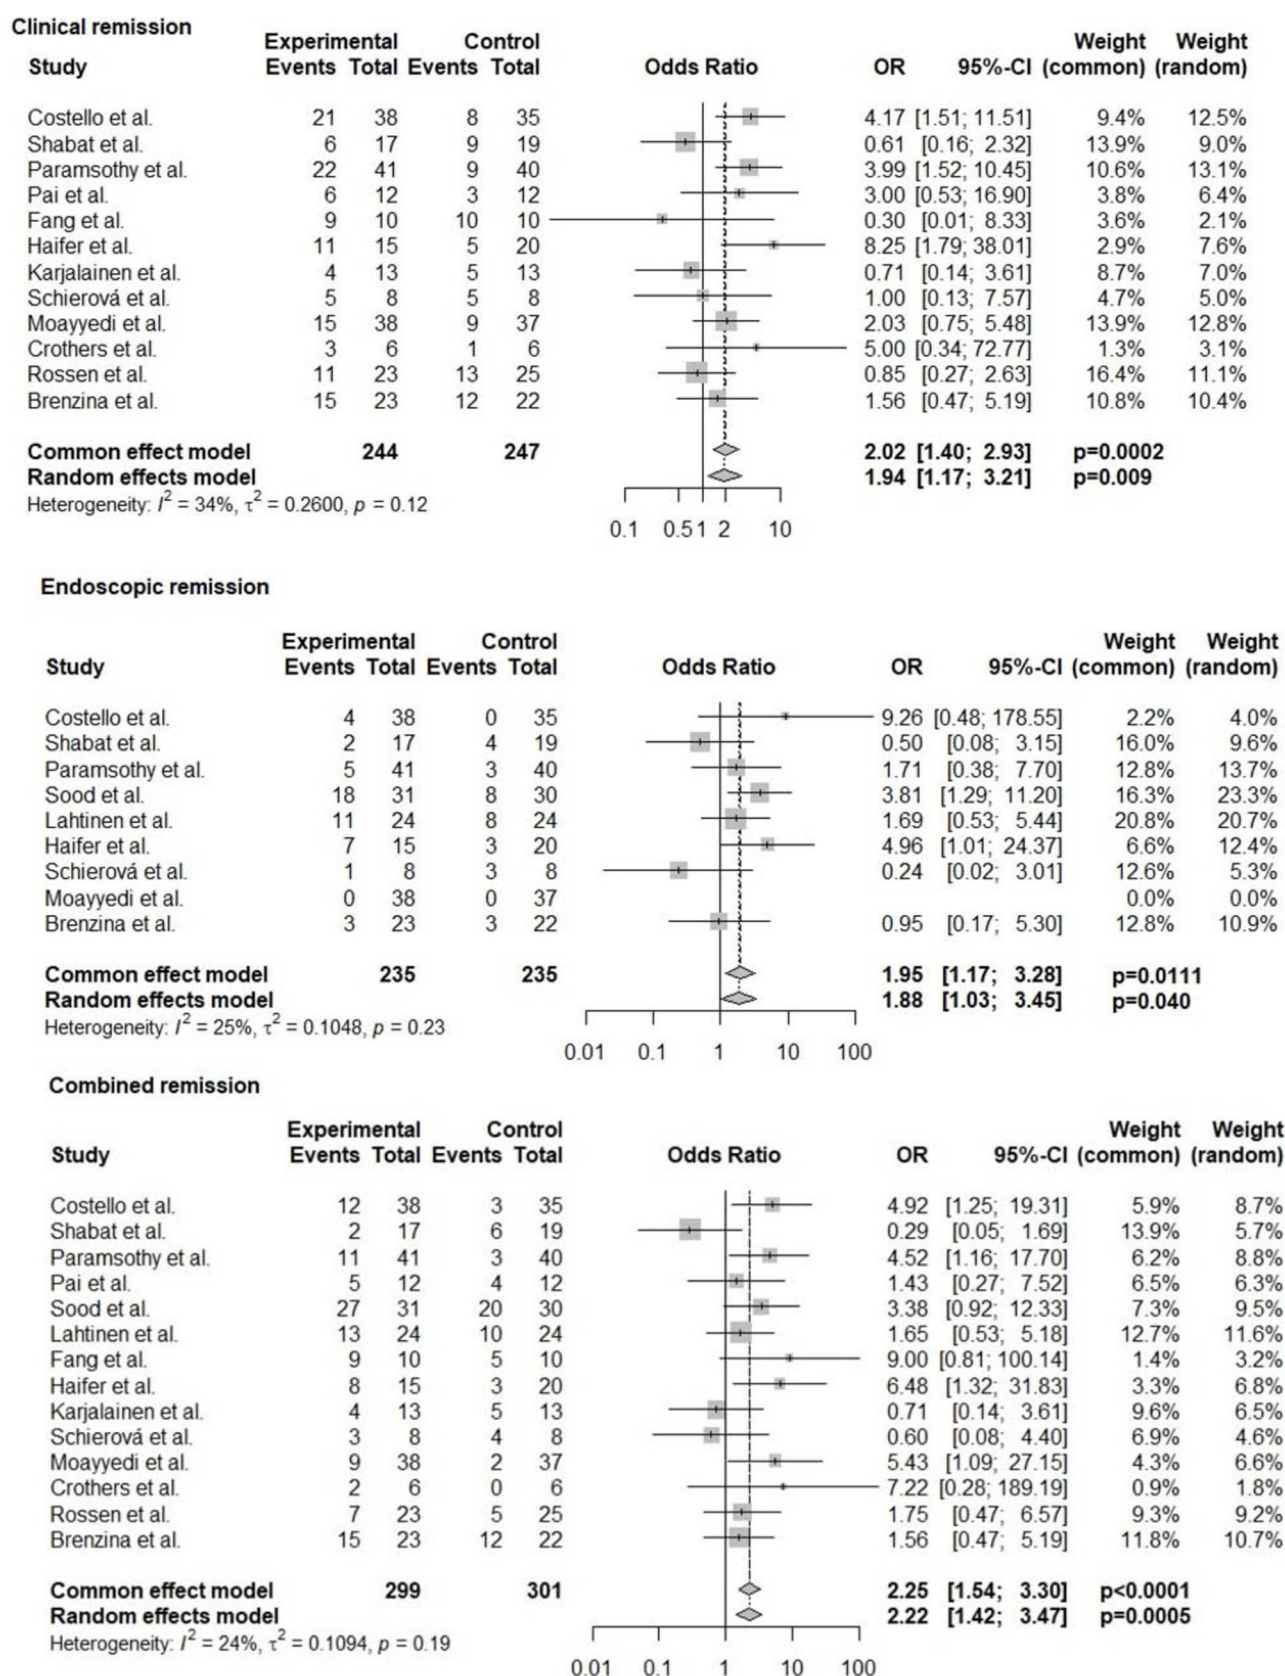 Clinical remission
Experimental Control Weight Weight
Study Events Total Events Total Odds Ratio OR 95%-CI (common) (random)
Costello et al. 21 38 8 35 4.17 [1.51; 11.51] 9.4% 12.5%
Shabat et al. 6 17 9 19 0.61 [0.16; 2.32] 13.9% 9.0%
Paramsothy et al. 22 41 9 40 3.99 [1.52; 10.45] 10.6% 13.1%
Pai et al. 6 12 3 12 3.00 [0.53; 16.90] 3.8% 6.4%
Fang et al. 9 10 10 10 0.30 [0.01; 8.33] 3.6% 2.1%
Haifer et al. 11 15 5 20 8.25 [1.79; 38.01] 2.9% 7.6%
Karjalainen et al. 4 13 5 13 0.71 [0.14; 3.61] 8.7% 7.0%
Schierová et al. 5 8 5 8 1.00 [0.13; 7.57] 4.7% 5.0%
Moayyedi et al. 15 38 9 37 2.03 [0.75; 5.48] 13.9% 12.8%
Crothers et al. 3 6 1 6 5.00 [0.34; 72.77] 1.3% 3.1%
Rossen et al. 11 23 13 25 0.85 [0.27; 2.63] 16.4% 11.1%
Brenzina et al. 15 23 12 22 1.56 [0.47; 5.19] 10.8% 10.4%
Common effect model 244 247 2.02 [1.40; 2.93] p=0.0002
Random effects model 1.94 [1.17; 3.21] p=0.009
Heterogeneity: I² = 34%, τ² = 0.2600, p = 0.12
0.1 0.5 1 2 10
Endoscopic remission
Experimental Control Weight Weight
Study Events Total Events Total Odds Ratio OR 95%-CI (common) (random)
Costello et al. 4 38 0 35 9.26 [0.48; 178.55] 2.2% 4.0%
Shabat et al. 2 17 4 19 0.50 [0.08; 3.15] 16.0% 9.6%
Paramsothy et al. 5 41 3 40 1.71 [0.38; 7.70] 12.8% 13.7%
Sood et al. 18 31 8 30 3.81 [1.29; 11.20] 16.3% 23.3%
Lahtinen et al. 11 24 8 24 1.69 [0.53; 5.44] 20.8% 20.7%
Haifer et al. 7 15 3 20 4.96 [1.01; 24.37] 6.6% 12.4%
Schierová et al. 1 8 3 8 0.24 [0.02; 3.01] 12.6% 5.3%
Moayyedi et al. 0 38 0 37 0.0% 0.0%
Brenzina et al. 3 23 3 22 0.95 [0.17; 5.30] 12.8% 10.9%
Common effect model 235 235 1.95 [1.17; 3.28] p=0.0111
Random effects model 1.88 [1.03; 3.45] p=0.040
Heterogeneity: I² = 25%, τ² = 0.1048, p = 0.23
0.01 0.1 1 10 100
Combined remission
Experimental Control Weight Weight
Study Events Total Events Total Odds Ratio OR 95%-CI (common) (random)
Costello et al. 12 38 3 35 4.92 [1.25; 19.31] 5.9% 8.7%
Shabat et al. 2 17 6 19 0.29 [0.05; 1.69] 13.9% 5.7%
Paramsothy et al. 11 41 3 40 4.52 [1.16; 17.70] 6.2% 8.8%
Pai et al. 5 12 4 12 1.43 [0.27; 7.52] 6.5% 6.3%
Sood et al. 27 31 20 30 3.38 [0.92; 12.33] 7.3% 9.5%
Lahtinen et al. 13 24 10 24 1.65 [0.53; 5.18] 12.7% 11.6%
Fang et al. 9 10 5 10 9.00 [0.81; 100.14] 1.4% 3.2%
Haifer et al. 8 15 3 20 6.48 [1.32; 31.83] 3.3% 6.8%
Karjalainen et al. 4 13 5 13 0.71 [0.14; 3.61] 9.6% 6.5%
Schierová et al. 3 8 4 8 0.60 [0.08; 4.40] 6.9% 4.6%
Moayyedi et al. 9 38 2 37 5.43 [1.09; 27.15] 4.3% 6.6%
Crothers et al. 2 6 0 6 7.22 [0.28; 189.19] 0.9% 1.8%
Rossen et al. 7 23 5 25 1.75 [0.47; 6.57] 9.3% 9.2%
Brenzina et al. 15 23 12 22 1.56 [0.47; 5.19] 11.8% 10.7%
Common effect model 299 301 2.25 [1.54; 3.30] p<0.0001
Random effects model 2.22 [1.42; 3.47] p=0.0005
Heterogeneity: I² = 24%, τ² = 0.1094, p = 0.19
0.01 0.1 1 10 100